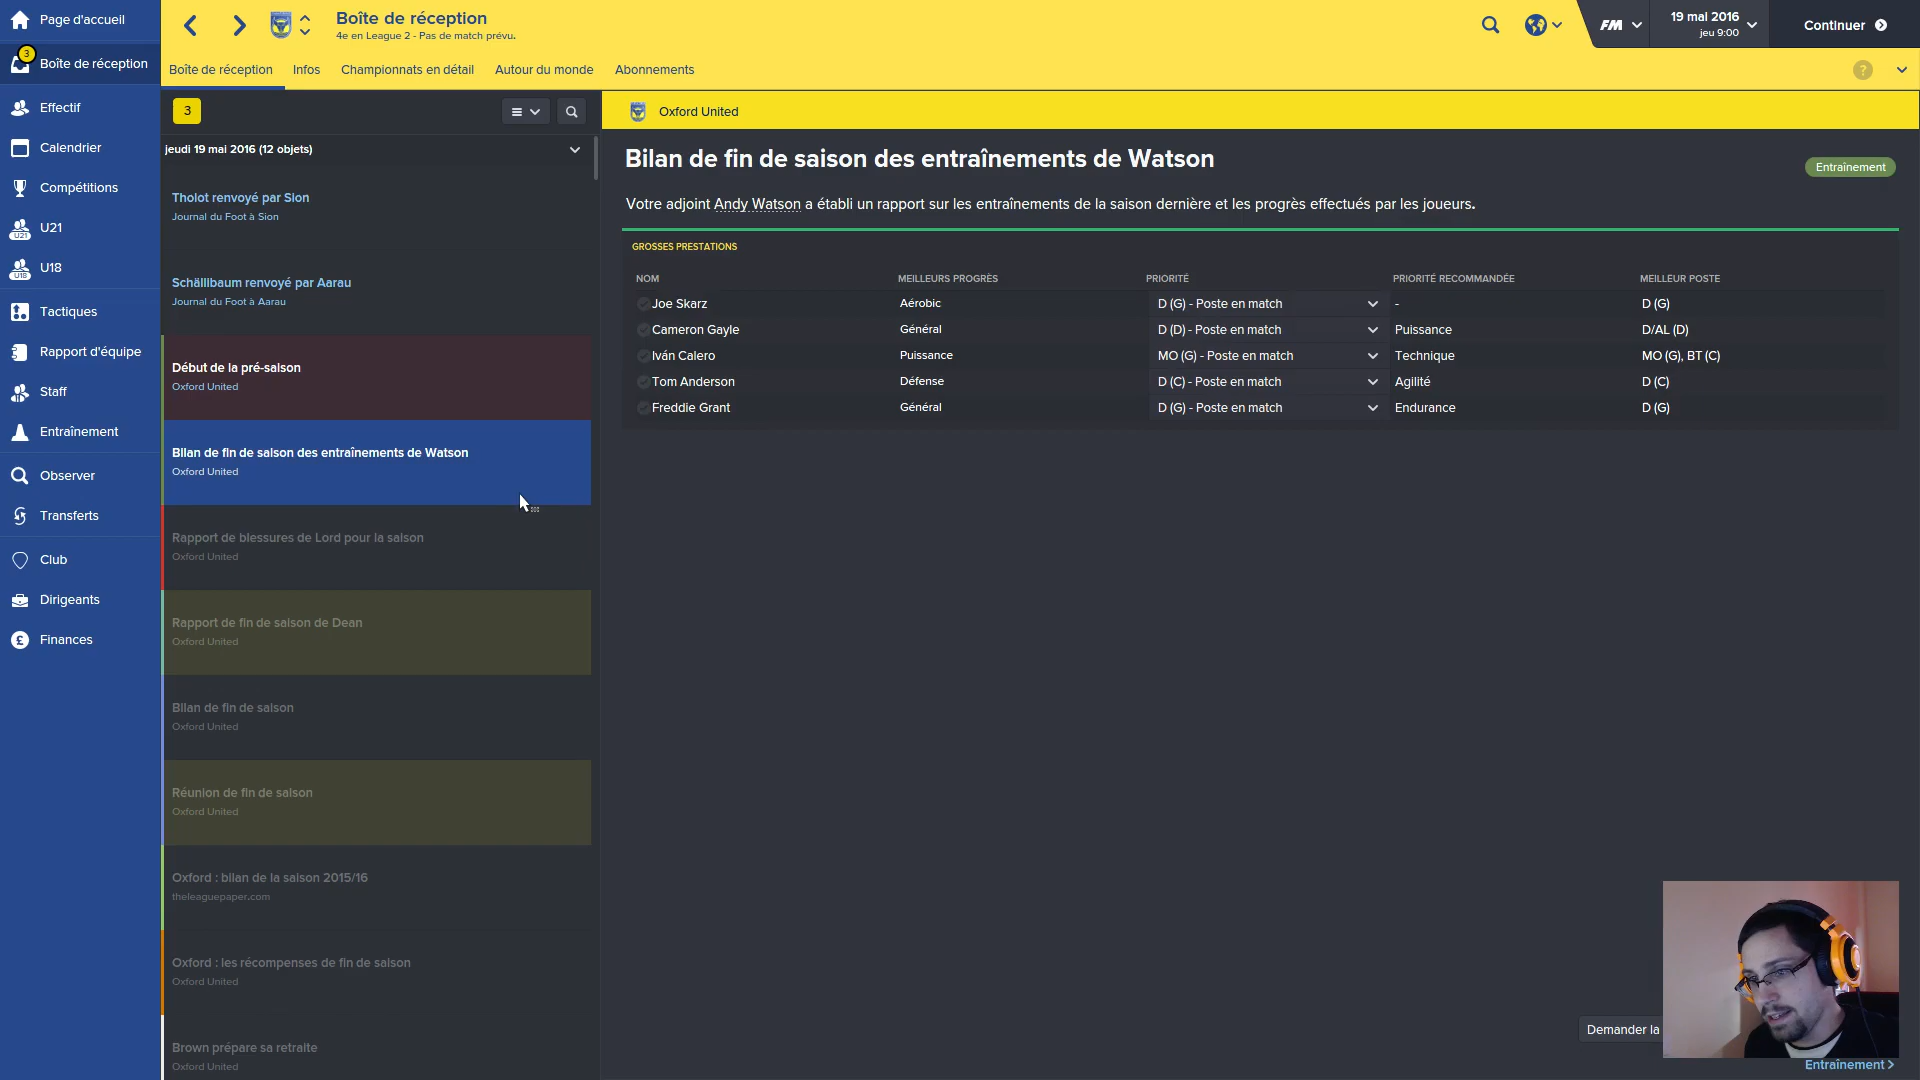 Page d'accueil
3
Boîte de réception
Effectif
Calendrier
Compétitions
U21
U21
U18
U18
Tactiques
Rapport d'équipe
Staff
Entraînement
Observer
Transferts
Club
Dirigeants
£
Finances
Boîte de réception
4e en League 2 - Pas de match prévu.
FM
19 mai 2016
jeu 9:00
Continuer
Boîte de réception
Infos
Championnats en détail
Autour du monde
Abonnements
?
3
jeudi 19 mai 2016 (12 objets)
Tholot renvoyé par Sion
Journal du Foot à Sion
Schällibaum renvoyé par Aarau
Journal du Foot à Aarau
Début de la pré-saison
Oxford United
Bilan de fin de saison des entraînements de Watson
Oxford United
Rapport de blessures de Lord pour la saison
Oxford United
Rapport de fin de saison de Dean
Oxford United
Bilan de fin de saison
Oxford United
Réunion de fin de saison
Oxford United
Oxford : bilan de la saison 2015/16
theleaguepaper.com
Oxford : les récompenses de fin de saison
Oxford United
Brown prépare sa retraite
Oxford United
Oxford United
Bilan de fin de saison des entraînements de Watson
Entraînement
Votre adjoint Andy Watson a établi un rapport sur les entraînements de la saison dernière et les progrès effectués par les joueurs.
GROSSES PRESTATIONS
NOM MEILLEURS PROGRÈS PRIORITÉ PRIORITÉ RECOMMANDÉE MEILLEUR POSTE
Joe Skarz Aérobic D (G) - Poste en match - D (G)
Cameron Gayle Général D (D) - Poste en match Puissance D/AL (D)
Iván Calero Puissance MO (G) - Poste en match Technique MO (G), BT (C)
Tom Anderson Défense D (C) - Poste en match Agilité D (C)
Freddie Grant Général D (G) - Poste en match Endurance D (G)
Demander la
Entraînement >